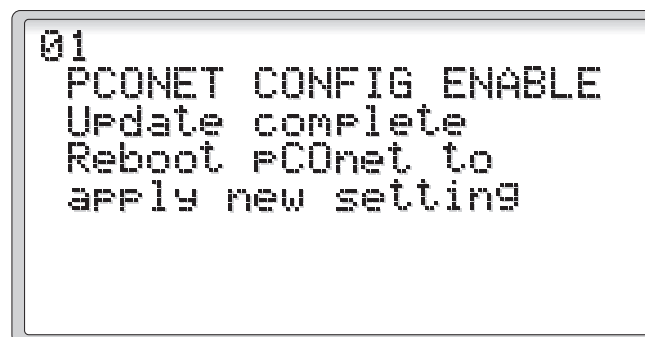 01
PCONET CONFIG ENABLE
Update complete
Reboot pCOnet to
apply new setting